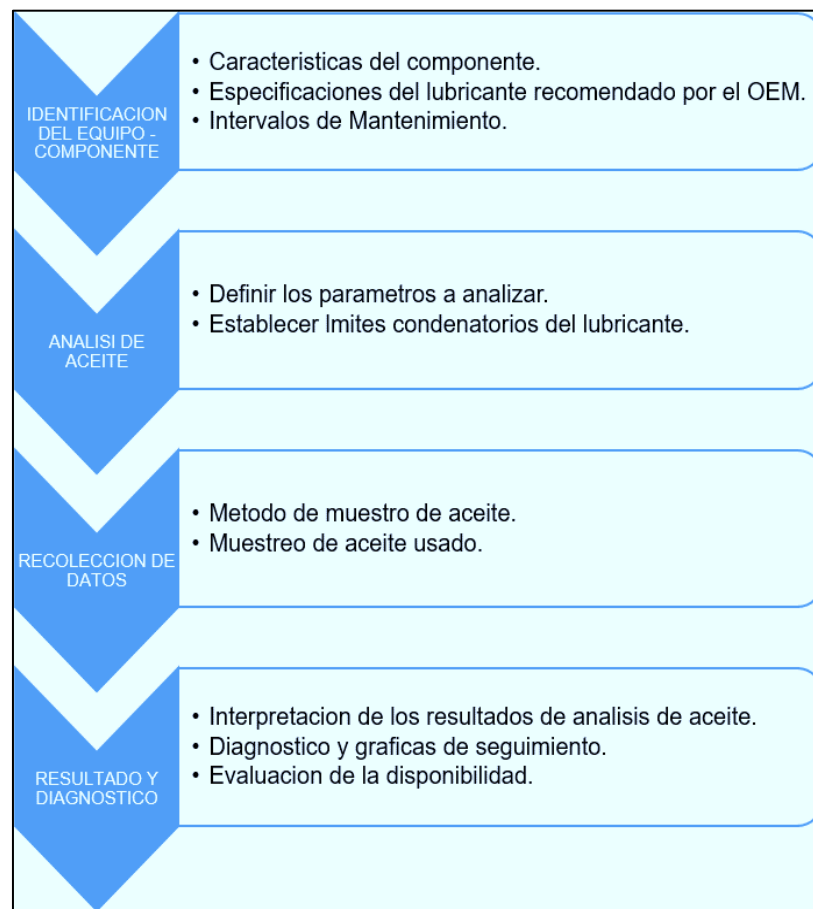 IDENTIFICACION
DEL EQUIPO -
COMPONENTE
• Caracteristicas del componente.
• Especificaciones del lubricante recomendado por el OEM.
• Intervalos de Mantenimiento.
ANALISI DE
ACEITE
• Definir los parametros a analizar.
• Establecer lmites condenatorios del lubricante.
RECOLECCION DE
DATOS
• Metodo de muestro de aceite.
• Muestreo de aceite usado.
RESULTADO Y
DIAGNOSTICO
• Interpretacion de los resultados de analisis de aceite.
• Diagnostico y graficas de seguimiento.
• Evaluacion de la disponibilidad.